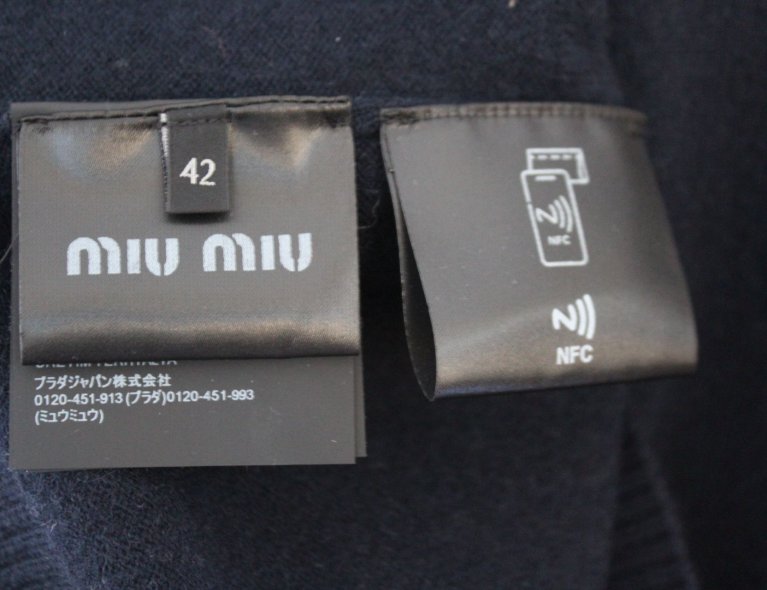 42
miu miu
プラダジャパン株式会社
0120-451-913 (プラダ)0120-451-993
(ミュウミュウ)
NFC
NFC